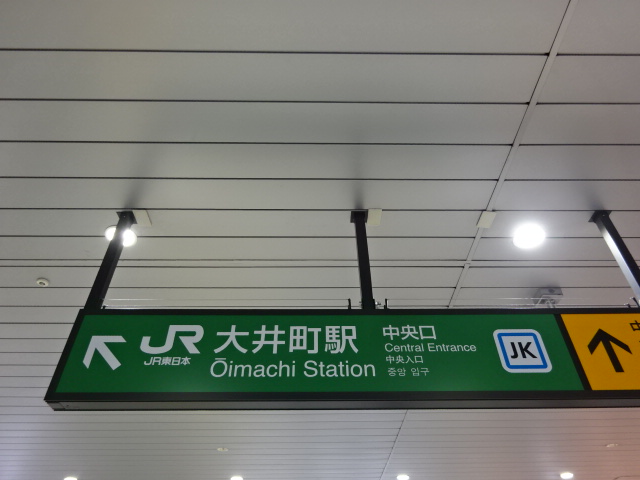 JR
JR東日本
大井町駅
Ōimachi Station
中央口
Central Entrance
中央入口
중앙 입구
JK